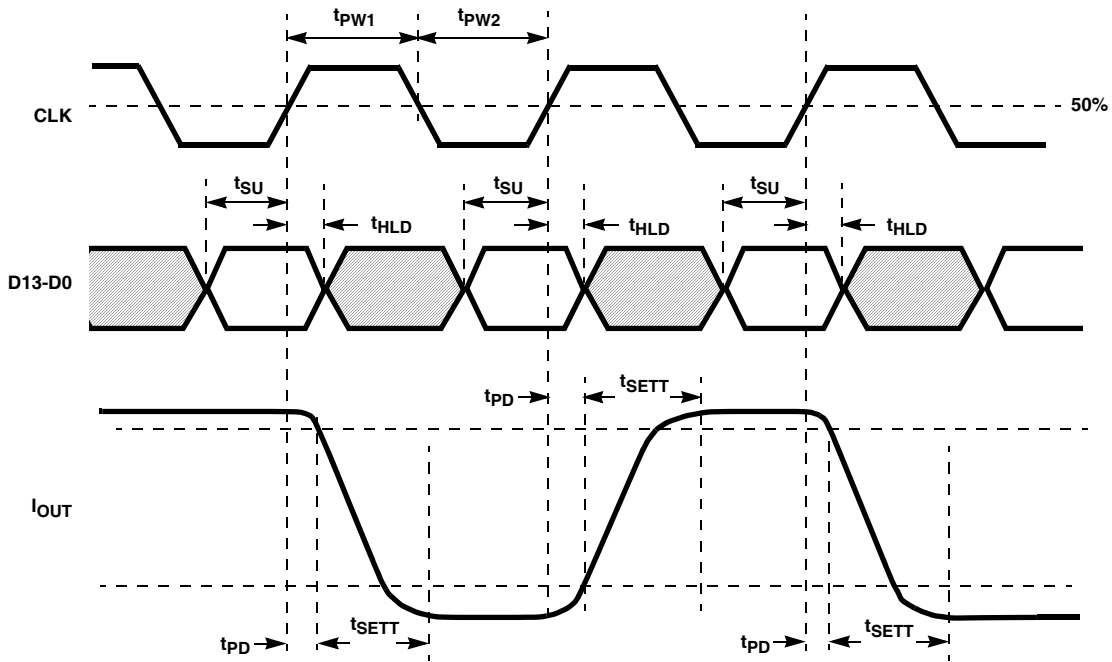 tPW1 tPW2
CLK
50%
tSU tSU tSU
tHLD tHLD tHLD
D13-D0
tPD tSETT
IOUT
tPD tSETT tPD tSETT